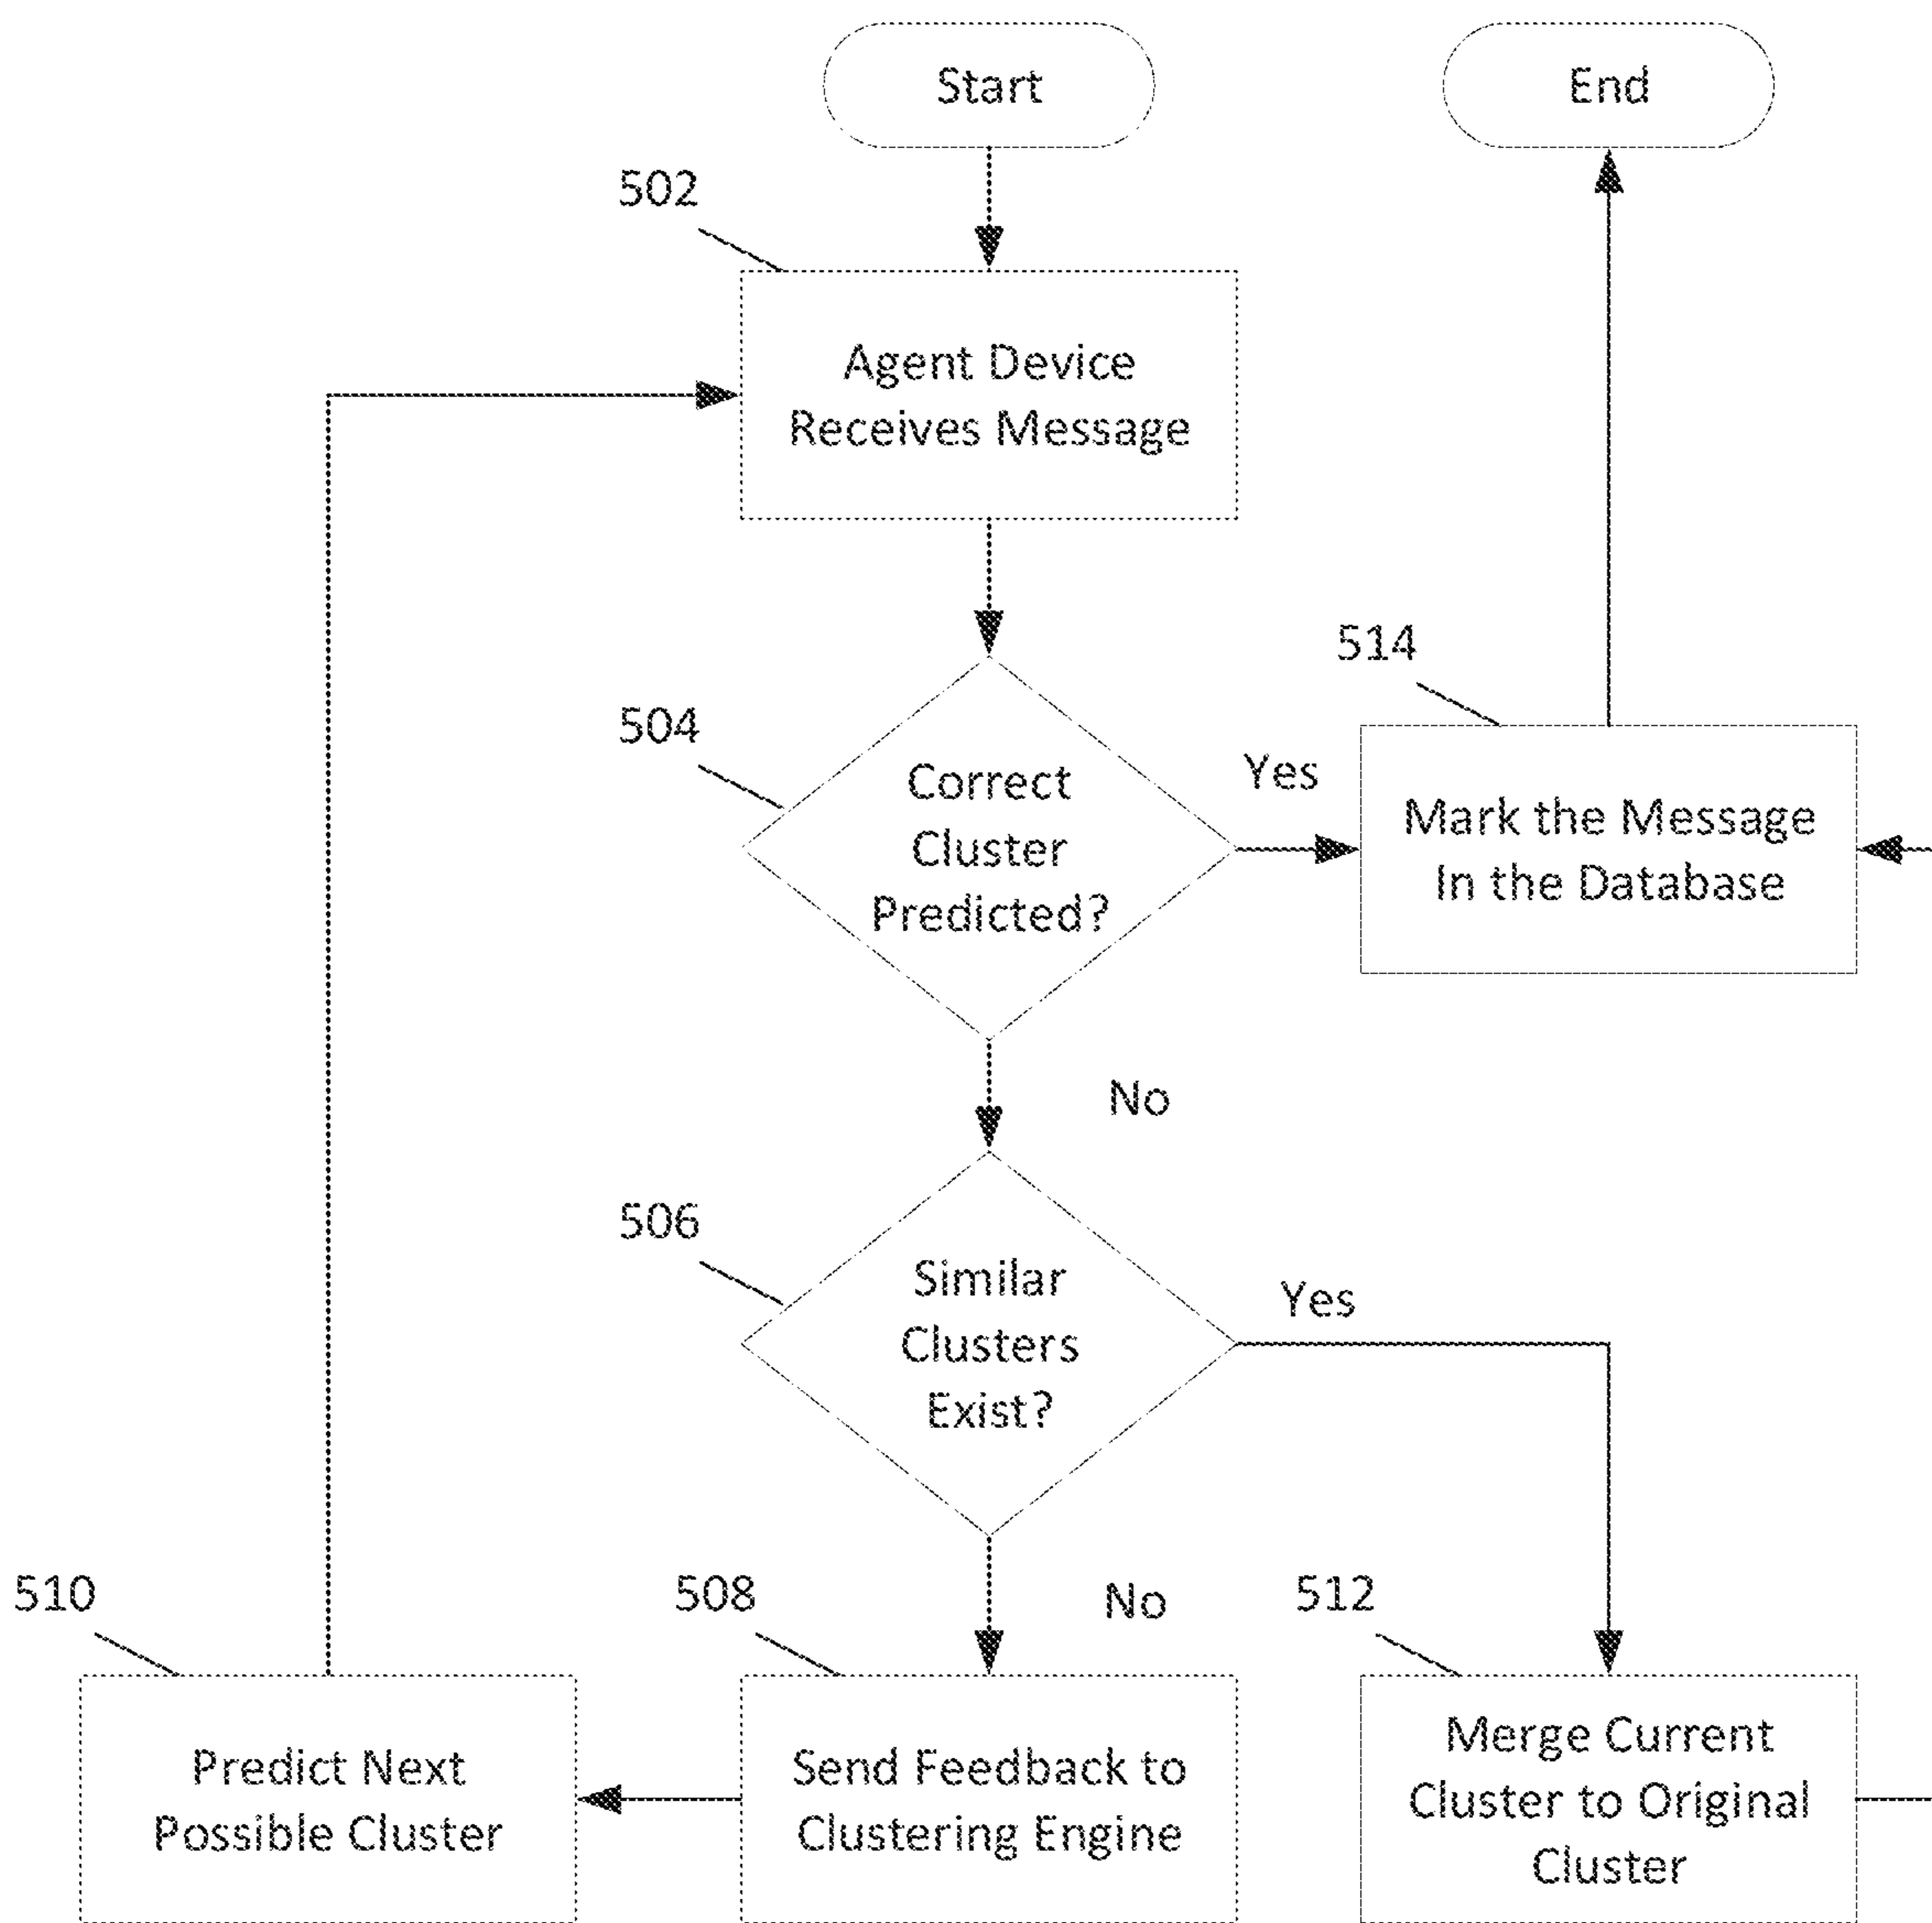 Start
End
502
Agent Device
Receives Message
504
Correct
Cluster
Predicted?
Yes
514
Mark the Message
In the Database
No
506
Similar
Clusters
Exist?
Yes
No
510
Predict Next
Possible Cluster
508
Send Feedback to
Clustering Engine
512
Merge Current
Cluster to Original
Cluster